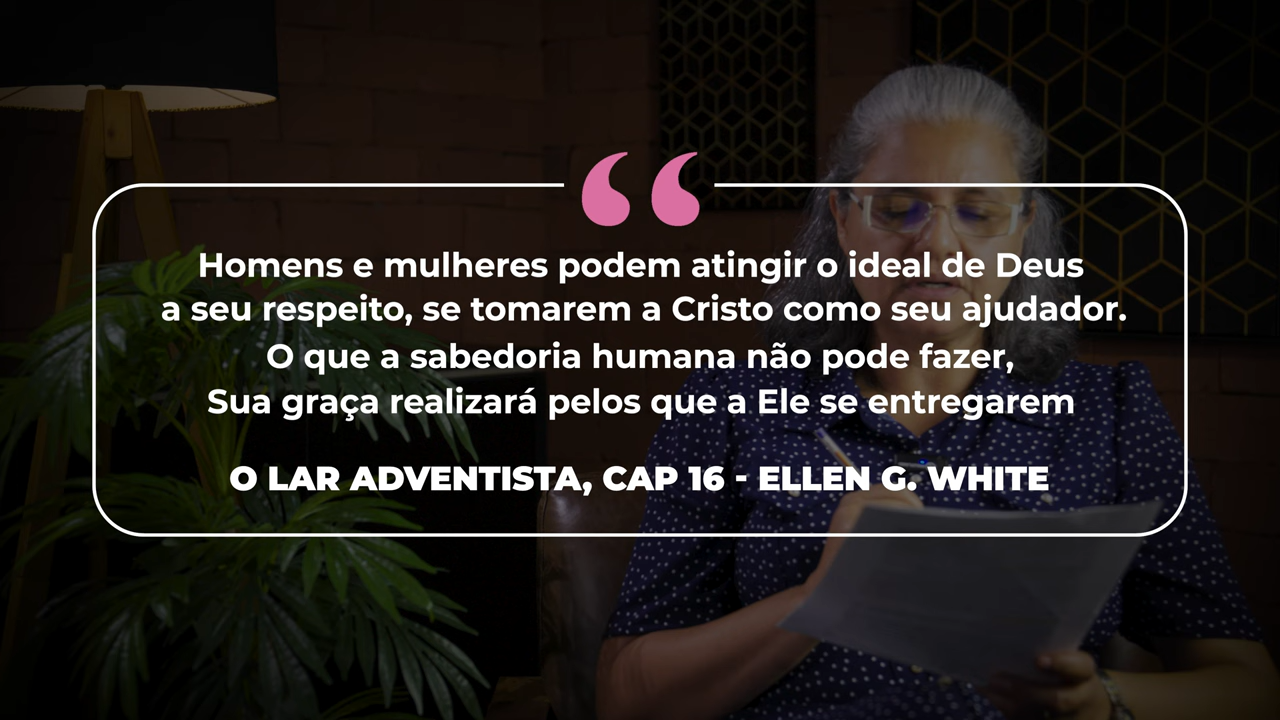 Homens e mulheres podem atingir o ideal de Deus
a seu respeito, se tomarem a Cristo como seu ajudador.
O que a sabedoria humana não pode fazer,
Sua graça realizará pelos que a Ele se entregarem
O LAR ADVENTISTA, CAP 16 - ELLEN G. WHITE